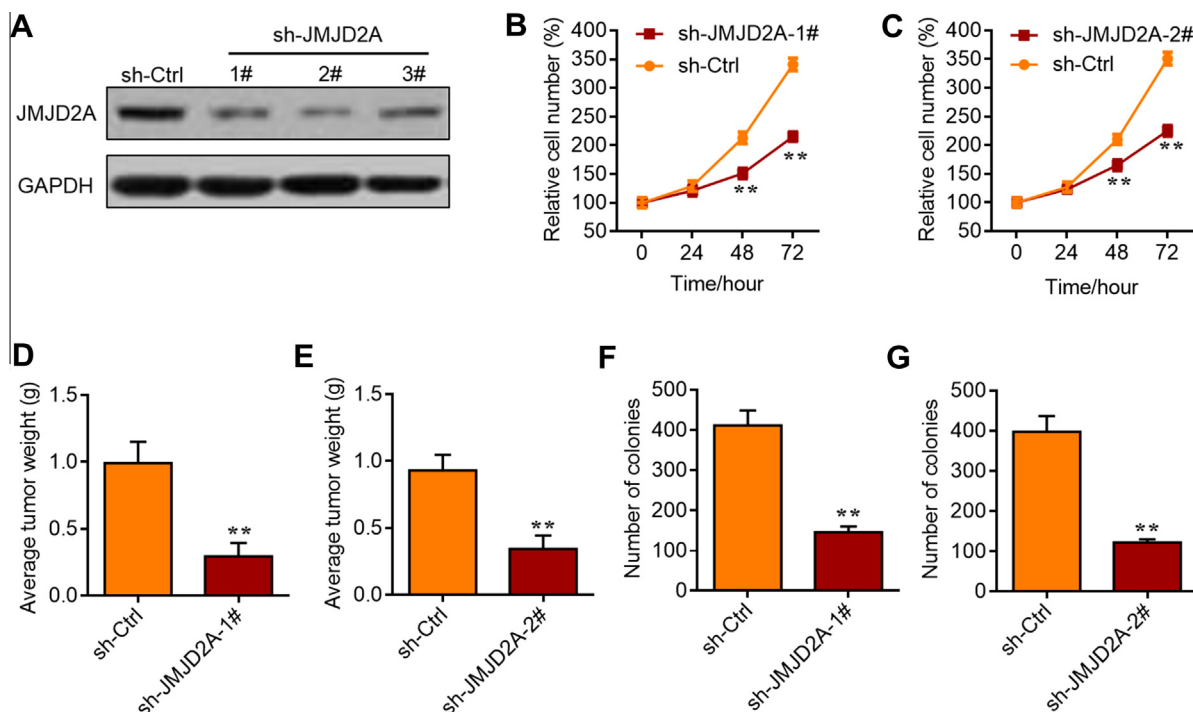 A
sh-JMJD2A
sh-Ctrl 1# 2# 3#
JMJD2A
GAPDH
B
sh-JMJD2A-1#
sh-Ctrl
Relative cell number (%)
400
350
300
250
200
150
100
50
**
**
0 24 48 72
Time/hour
C
sh-JMJD2A-2#
sh-Ctrl
Relative cell number (%)
400
350
300
250
200
150
100
50
**
**
0 24 48 72
Time/hour
D
Average tumor weight (g)
1.5
1.0
0.5
0.0
**
sh-Ctrl
sh-JMJD2A-1#
E
Average tumor weight (g)
1.5
1.0
0.5
0.0
**
sh-Ctrl
sh-JMJD2A-2#
F
Number of colonies
500
400
300
200
100
0
**
sh-Ctrl
sh-JMJD2A-1#
G
Number of colonies
500
400
300
200
100
0
**
sh-Ctrl
sh-JMJD2A-2#